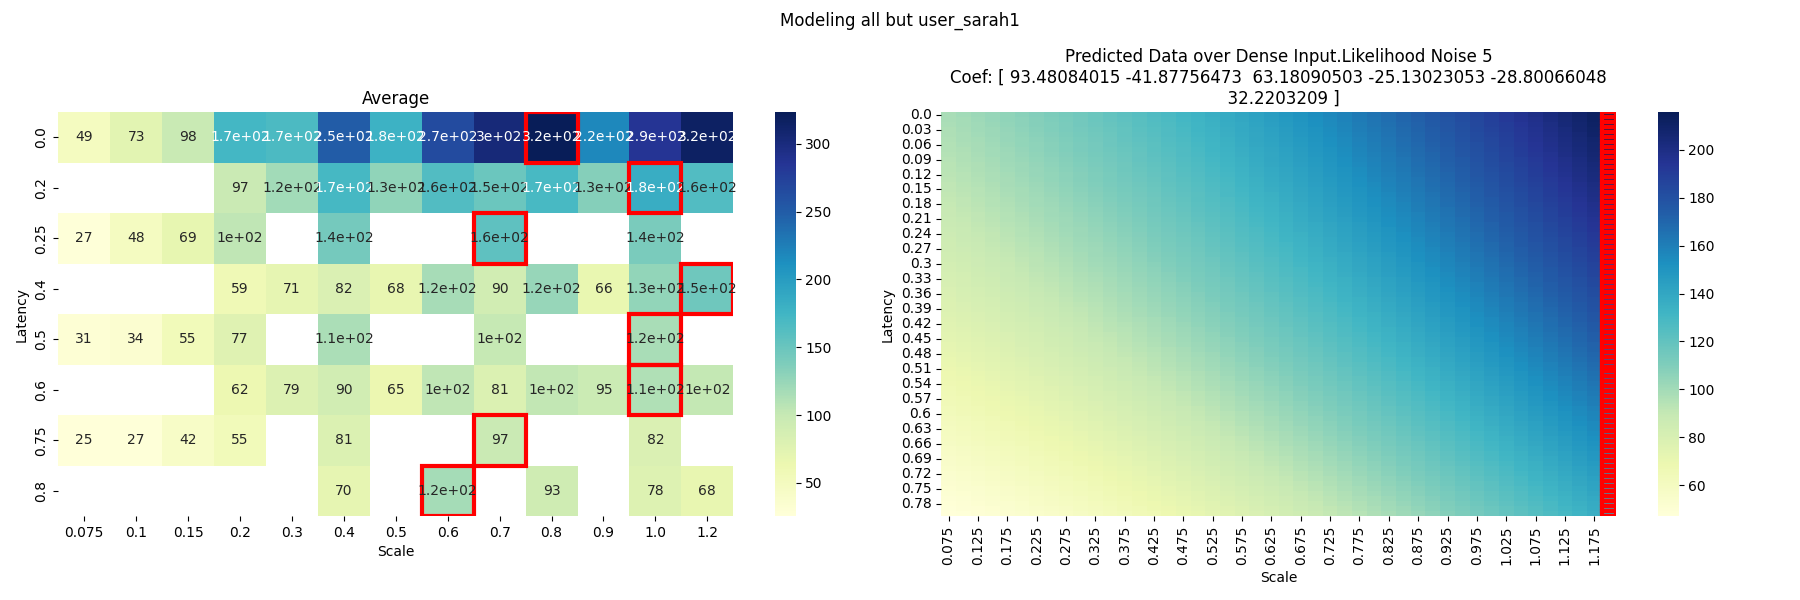 Modeling all but user_sarah1
Average
Latency
0.0 49 73 98 1.7e+02 1.7e+02 2.5e+02 1.8e+02 2.7e+02 3e+02 3.2e+02 2.2e+02 2.9e+02 3.2e+02
0.2 97 1.2e+02 1.7e+02 1.3e+02 1.6e+02 1.5e+02 1.7e+02 1.3e+02 1.8e+02 1.6e+02
0.25 27 48 69 1e+02 1.4e+02 1.6e+02 1.4e+02
0.4 59 71 82 68 1.2e+02 90 1.2e+02 66 1.3e+02 1.5e+02
0.5 31 34 55 77 1.1e+02 1e+02 1.2e+02
0.6 62 79 90 65 1e+02 81 1e+02 95 1.1e+02 1e+02
0.75 25 27 42 55 81 97 82
0.8 70 1.2e+02 93 78 68
0.075 0.1 0.15 0.2 0.3 0.4 0.5 0.6 0.7 0.8 0.9 1.0 1.2
Scale
300
250
200
150
100
50
Predicted Data over Dense Input.Likelihood Noise 5
Coef: [ 93.48084015 -41.87756473  63.18090503 -25.13023053 -28.80066048
32.2203209 ]
Latency
0.0
0.03
0.06
0.09
0.12
0.15
0.18
0.21
0.24
0.27
0.3
0.33
0.36
0.39
0.42
0.45
0.48
0.51
0.54
0.57
0.6
0.63
0.66
0.69
0.72
0.75
0.78
0.075 0.125 0.175 0.225 0.275 0.325 0.375 0.425 0.475 0.525 0.575 0.625 0.675 0.725 0.775 0.825 0.875 0.925 0.975 1.025 1.075 1.125 1.175
Scale
200
180
160
140
120
100
80
60